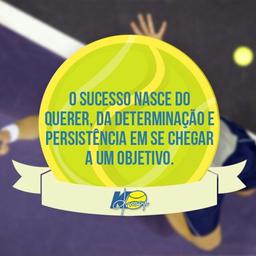 O SUCESSO NASCE DO
QUERER, DA DETERMINAÇÃO E
PERSISTÊNCIA EM SE CHEGAR
A UM OBJETIVO.